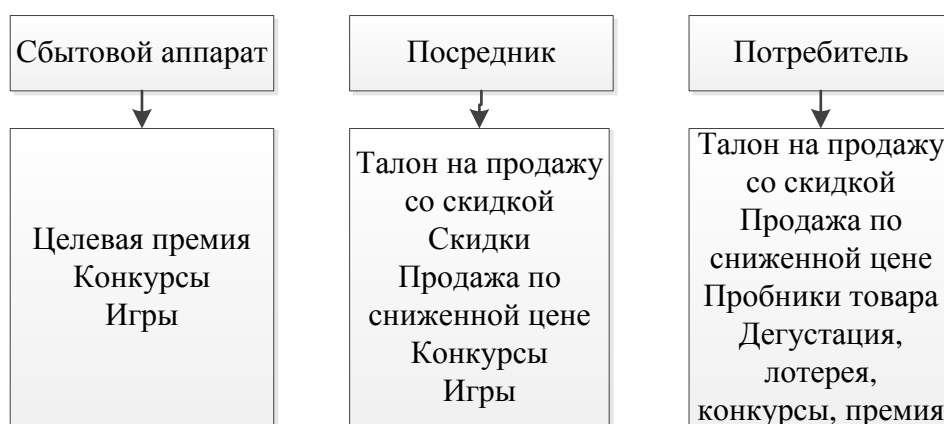 Сбытовой аппарат
Посредник
Потребитель
Целевая премия
Конкурсы
Игры
Талон на продажу
со скидкой
Скидки
Продажа по
сниженной цене
Конкурсы
Игры
Талон на продажу
со скидкой
Продажа по
сниженной цене
Пробники товара
Дегустация,
лотерея,
конкурсы, премия